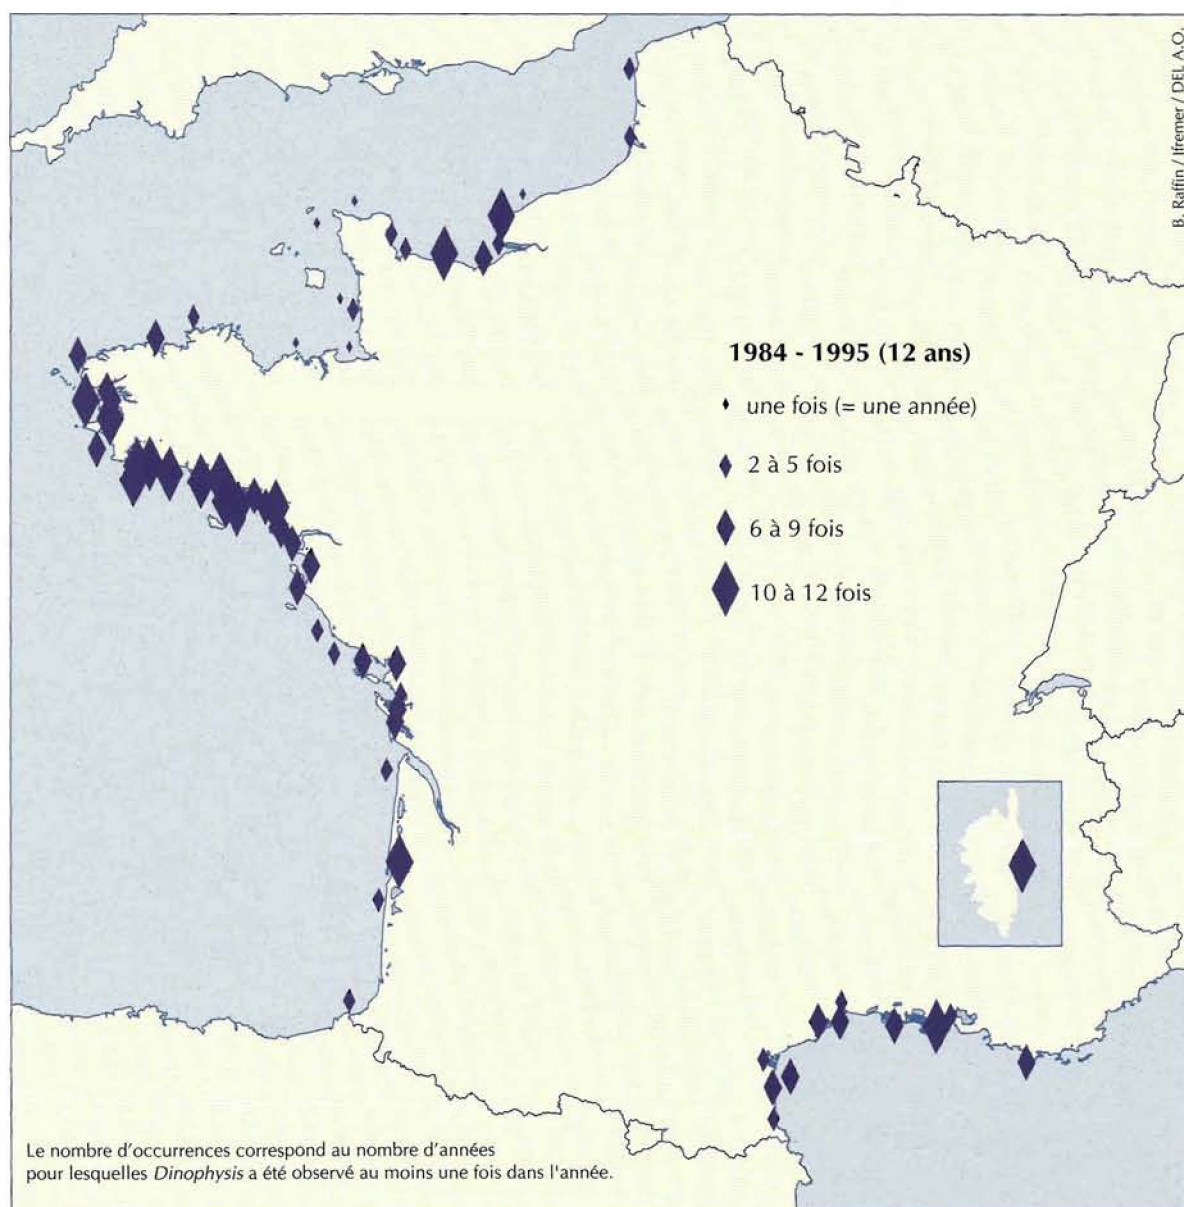 B. Raffin / Ifremer / DEL A.O.
1984 - 1995 (12 ans)
une fois (= une année)
2 à 5 fois
6 à 9 fois
10 à 12 fois
Le nombre d'occurrences correspond au nombre d'années
pour lesquelles Dinophysis a été observé au moins une fois dans l'année.